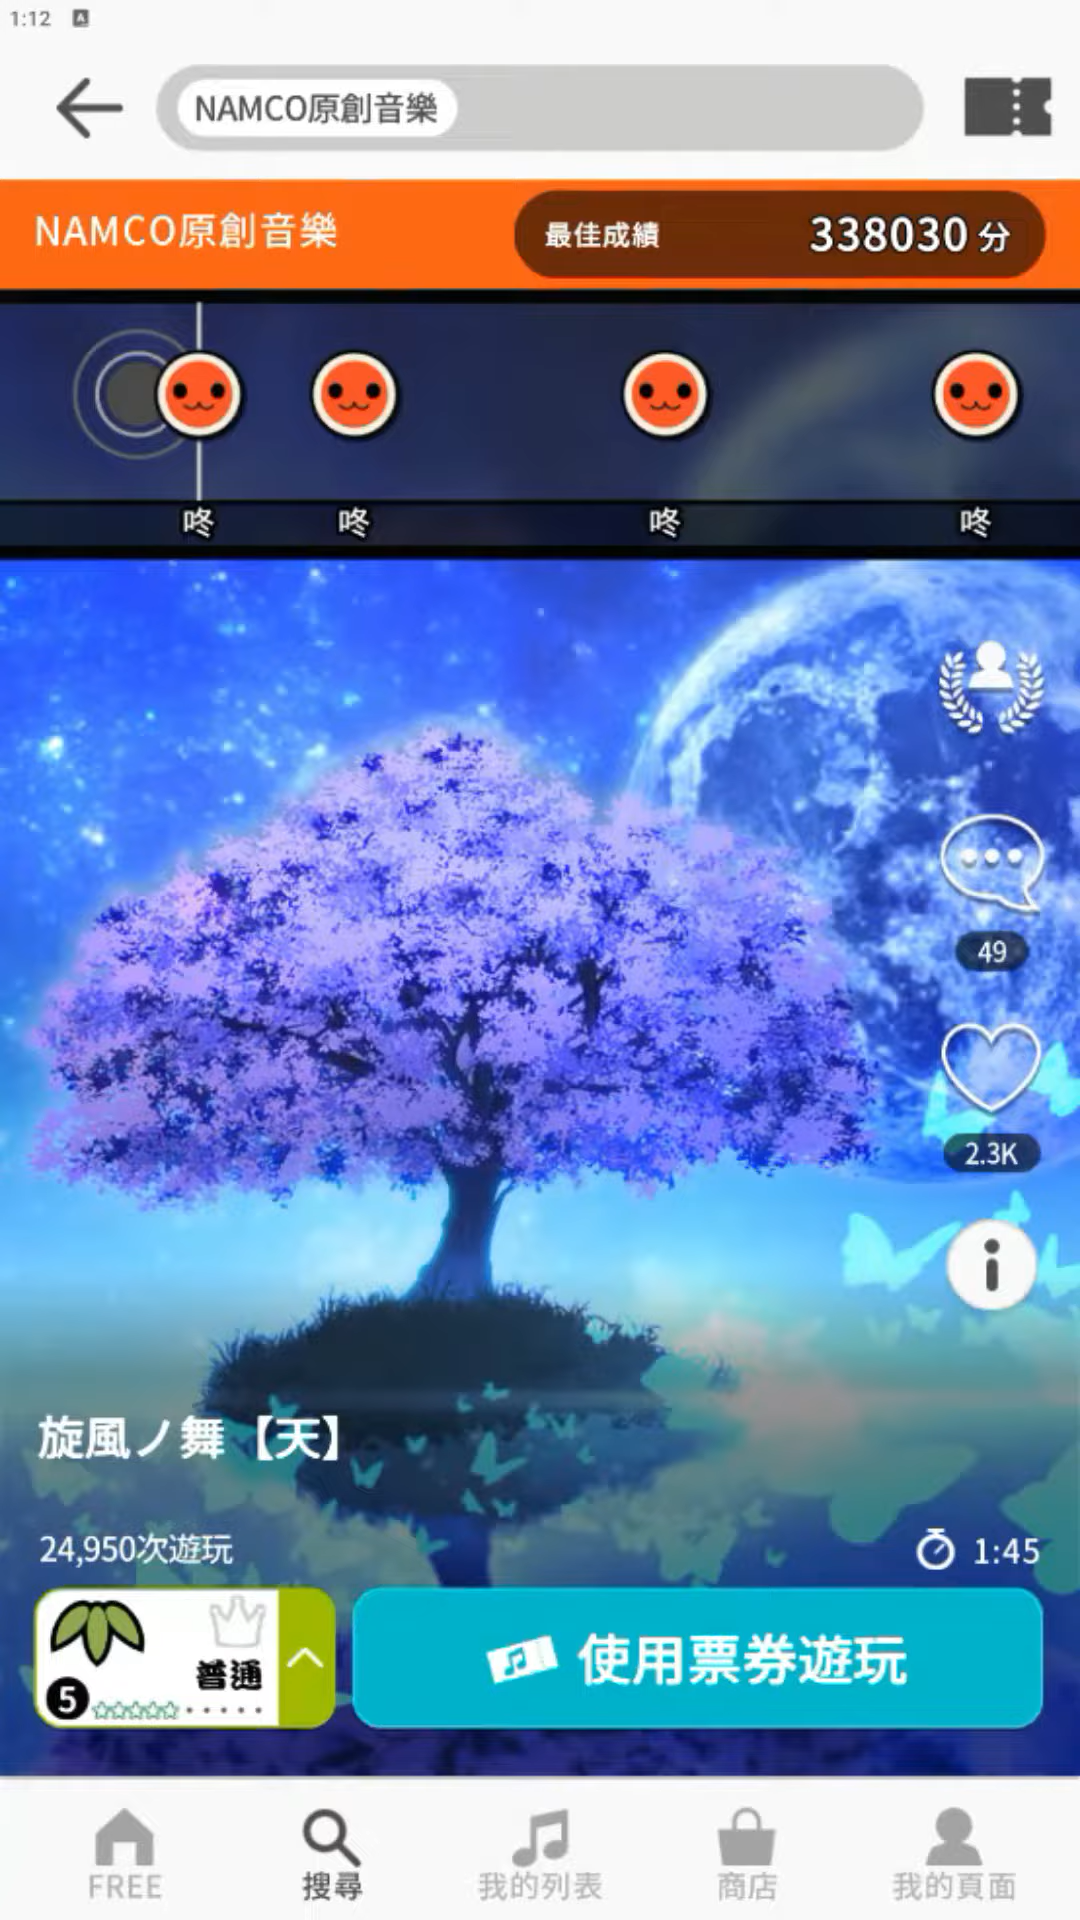 1:12 A
NAMCO原創音樂
NAMCO原創音樂 最佳成績 338030 分
咚 咚 咚 咚
49
2.3K
旋風ノ舞【天】
24,950次遊玩 1:45
普通
5
使用票券遊玩
FREE 搜尋 我的列表 商店 我的頁面